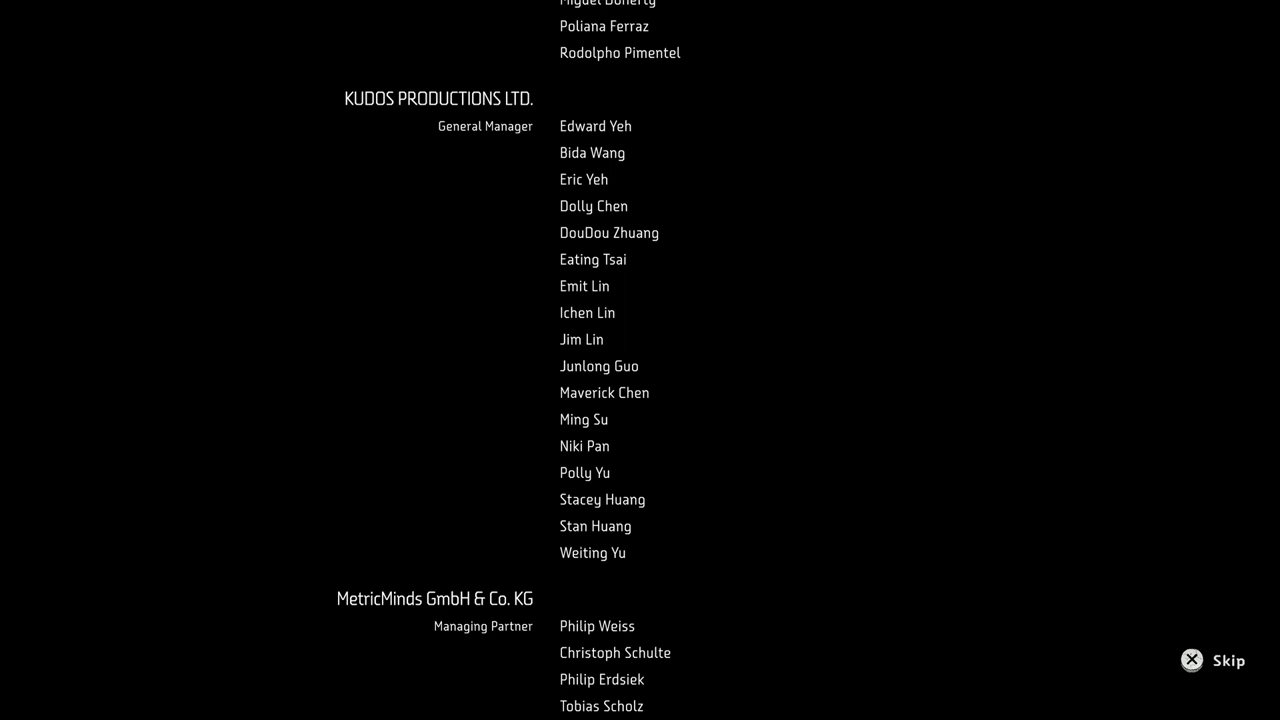 Miguel Doherty
Poliana Ferraz
Rodolpho Pimentel
KUDOS PRODUCTIONS LTD.
General Manager Edward Yeh
Bida Wang
Eric Yeh
Dolly Chen
DouDou Zhuang
Eating Tsai
Emit Lin
Ichen Lin
Jim Lin
Junlong Guo
Maverick Chen
Ming Su
Niki Pan
Polly Yu
Stacey Huang
Stan Huang
Weiting Yu
MetricMinds GmbH & Co. KG
Managing Partner Philip Weiss
Christoph Schulte
Philip Erdsiek
Tobias Scholz
Skip